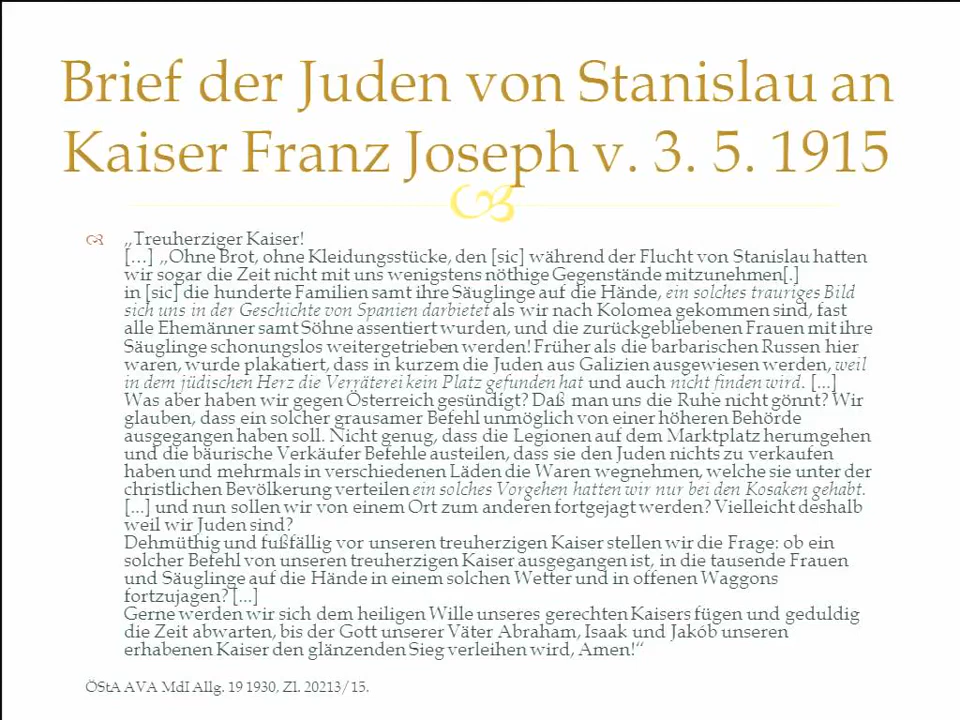 Brief der Juden von Stanislau an
Kaiser Franz Joseph v. 3. 5. 1915
„Treuherziger Kaiser!
[…] „Ohne Brot, ohne Kleidungsstücke, den [sic] während der Flucht von Stanislau hatten
wir sogar die Zeit nicht mit uns wenigstens nöthige Gegenstände mitzunehmen[.]
in [sic] die hunderte Familien samt ihre Säuglinge auf die Hände, ein solches trauriges Bild
sich uns in der Geschichte von Spanien darbietet als wir nach Kolomea gekommen sind, fast
alle Ehemänner samt Söhne assentiert wurden, und die zurückgebliebenen Frauen mit ihre
Säuglinge schonungslos weitergetrieben werden! Früher als die barbarischen Russen hier
waren, wurde plakatiert, dass in kurzem die Juden aus Galizien ausgewiesen werden, weil
in dem jüdischen Herz die Verräterei kein Platz gefunden hat und auch nicht finden wird. [...]
Was aber haben wir gegen Österreich gesündigt? Daß man uns die Ruhe nicht gönnt? Wir
glauben, dass ein solcher grausamer Befehl unmöglich von einer höheren Behörde
ausgegangen haben soll. Nicht genug, dass die Legionen auf dem Marktplatz herumgehen
und die bäurische Verkäufer Befehle austeilen, dass sie den Juden nichts zu verkaufen
haben und mehrmals in verschiedenen Läden die Waren wegnehmen, welche sie unter der
christlichen Bevölkerung verteilen ein solches Vorgehen hatten wir nur bei den Kosaken gehabt.
[...] und nun sollen wir von einem Ort zum anderen fortgejagt werden? Vielleicht deshalb
weil wir Juden sind?
Dehmüthig und fußfällig vor unseren treuherzigen Kaiser stellen wir die Frage: ob ein
solcher Befehl von unseren treuherzigen Kaiser ausgegangen ist, in die tausende Frauen
und Säuglinge auf die Hände in einem solchen Wetter und in offenen Waggons
fortzujagen? [...]
Gerne werden wir sich dem heiligen Wille unseres gerechten Kaisers fügen und geduldig
die Zeit abwarten, bis der Gott unserer Väter Abraham, Isaak und Jakób unseren
erhabenen Kaiser den glänzenden Sieg verleihen wird, Amen!“
ÖStA AVA MdI Allg. 19 1930, Zl. 20213/15.